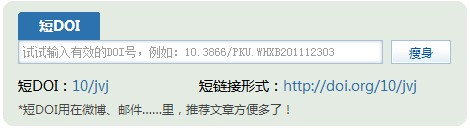 短DOI
试试输入有效的DOI号，例如：10.3866/PKU.WHXB201112303 瘦身
短DOI：10/jvj 短链接形式：http://doi.org/10/jvj
*短DOI用在微博、邮件……里，推荐文章方便多了！